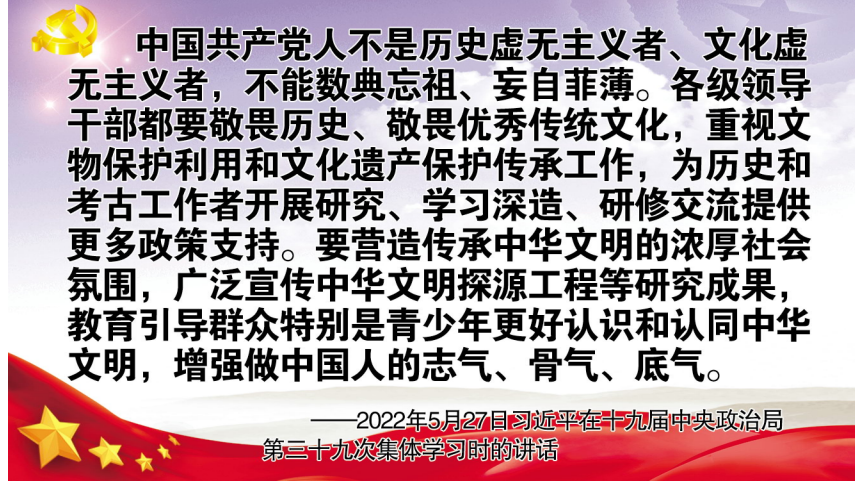 中国共产党人不是历史虚无主义者、文化虚
无主义者，不能数典忘祖、妄自菲薄。各级领导
干部都要敬畏历史、敬畏优秀传统文化，重视文
物保护利用和文化遗产保护传承工作，为历史和
考古工作者开展研究、学习深造、研修交流提供
更多政策支持。要营造传承中华文明的浓厚社会
氛围，广泛宣传中华文明探源工程等研究成果，
教育引导群众特别是青少年更好认识和认同中华
文明，增强做中国人的志气、骨气、底气。
——2022年5月27日习近平在十九届中央政治局
第三十九次集体学习时的讲话